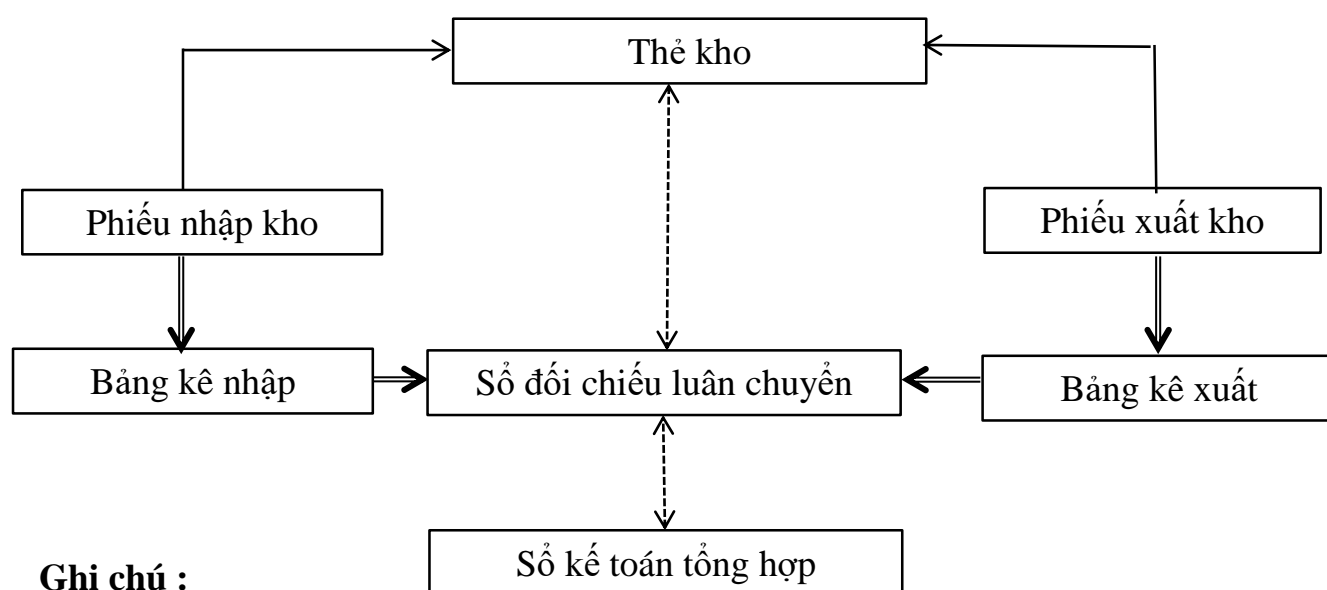 Thẻ kho
Phiếu nhập kho
Phiếu xuất kho
Bảng kê nhập
Sổ đối chiếu luân chuyển
Bảng kê xuất
Sổ kế toán tổng hợp
Ghi chú :